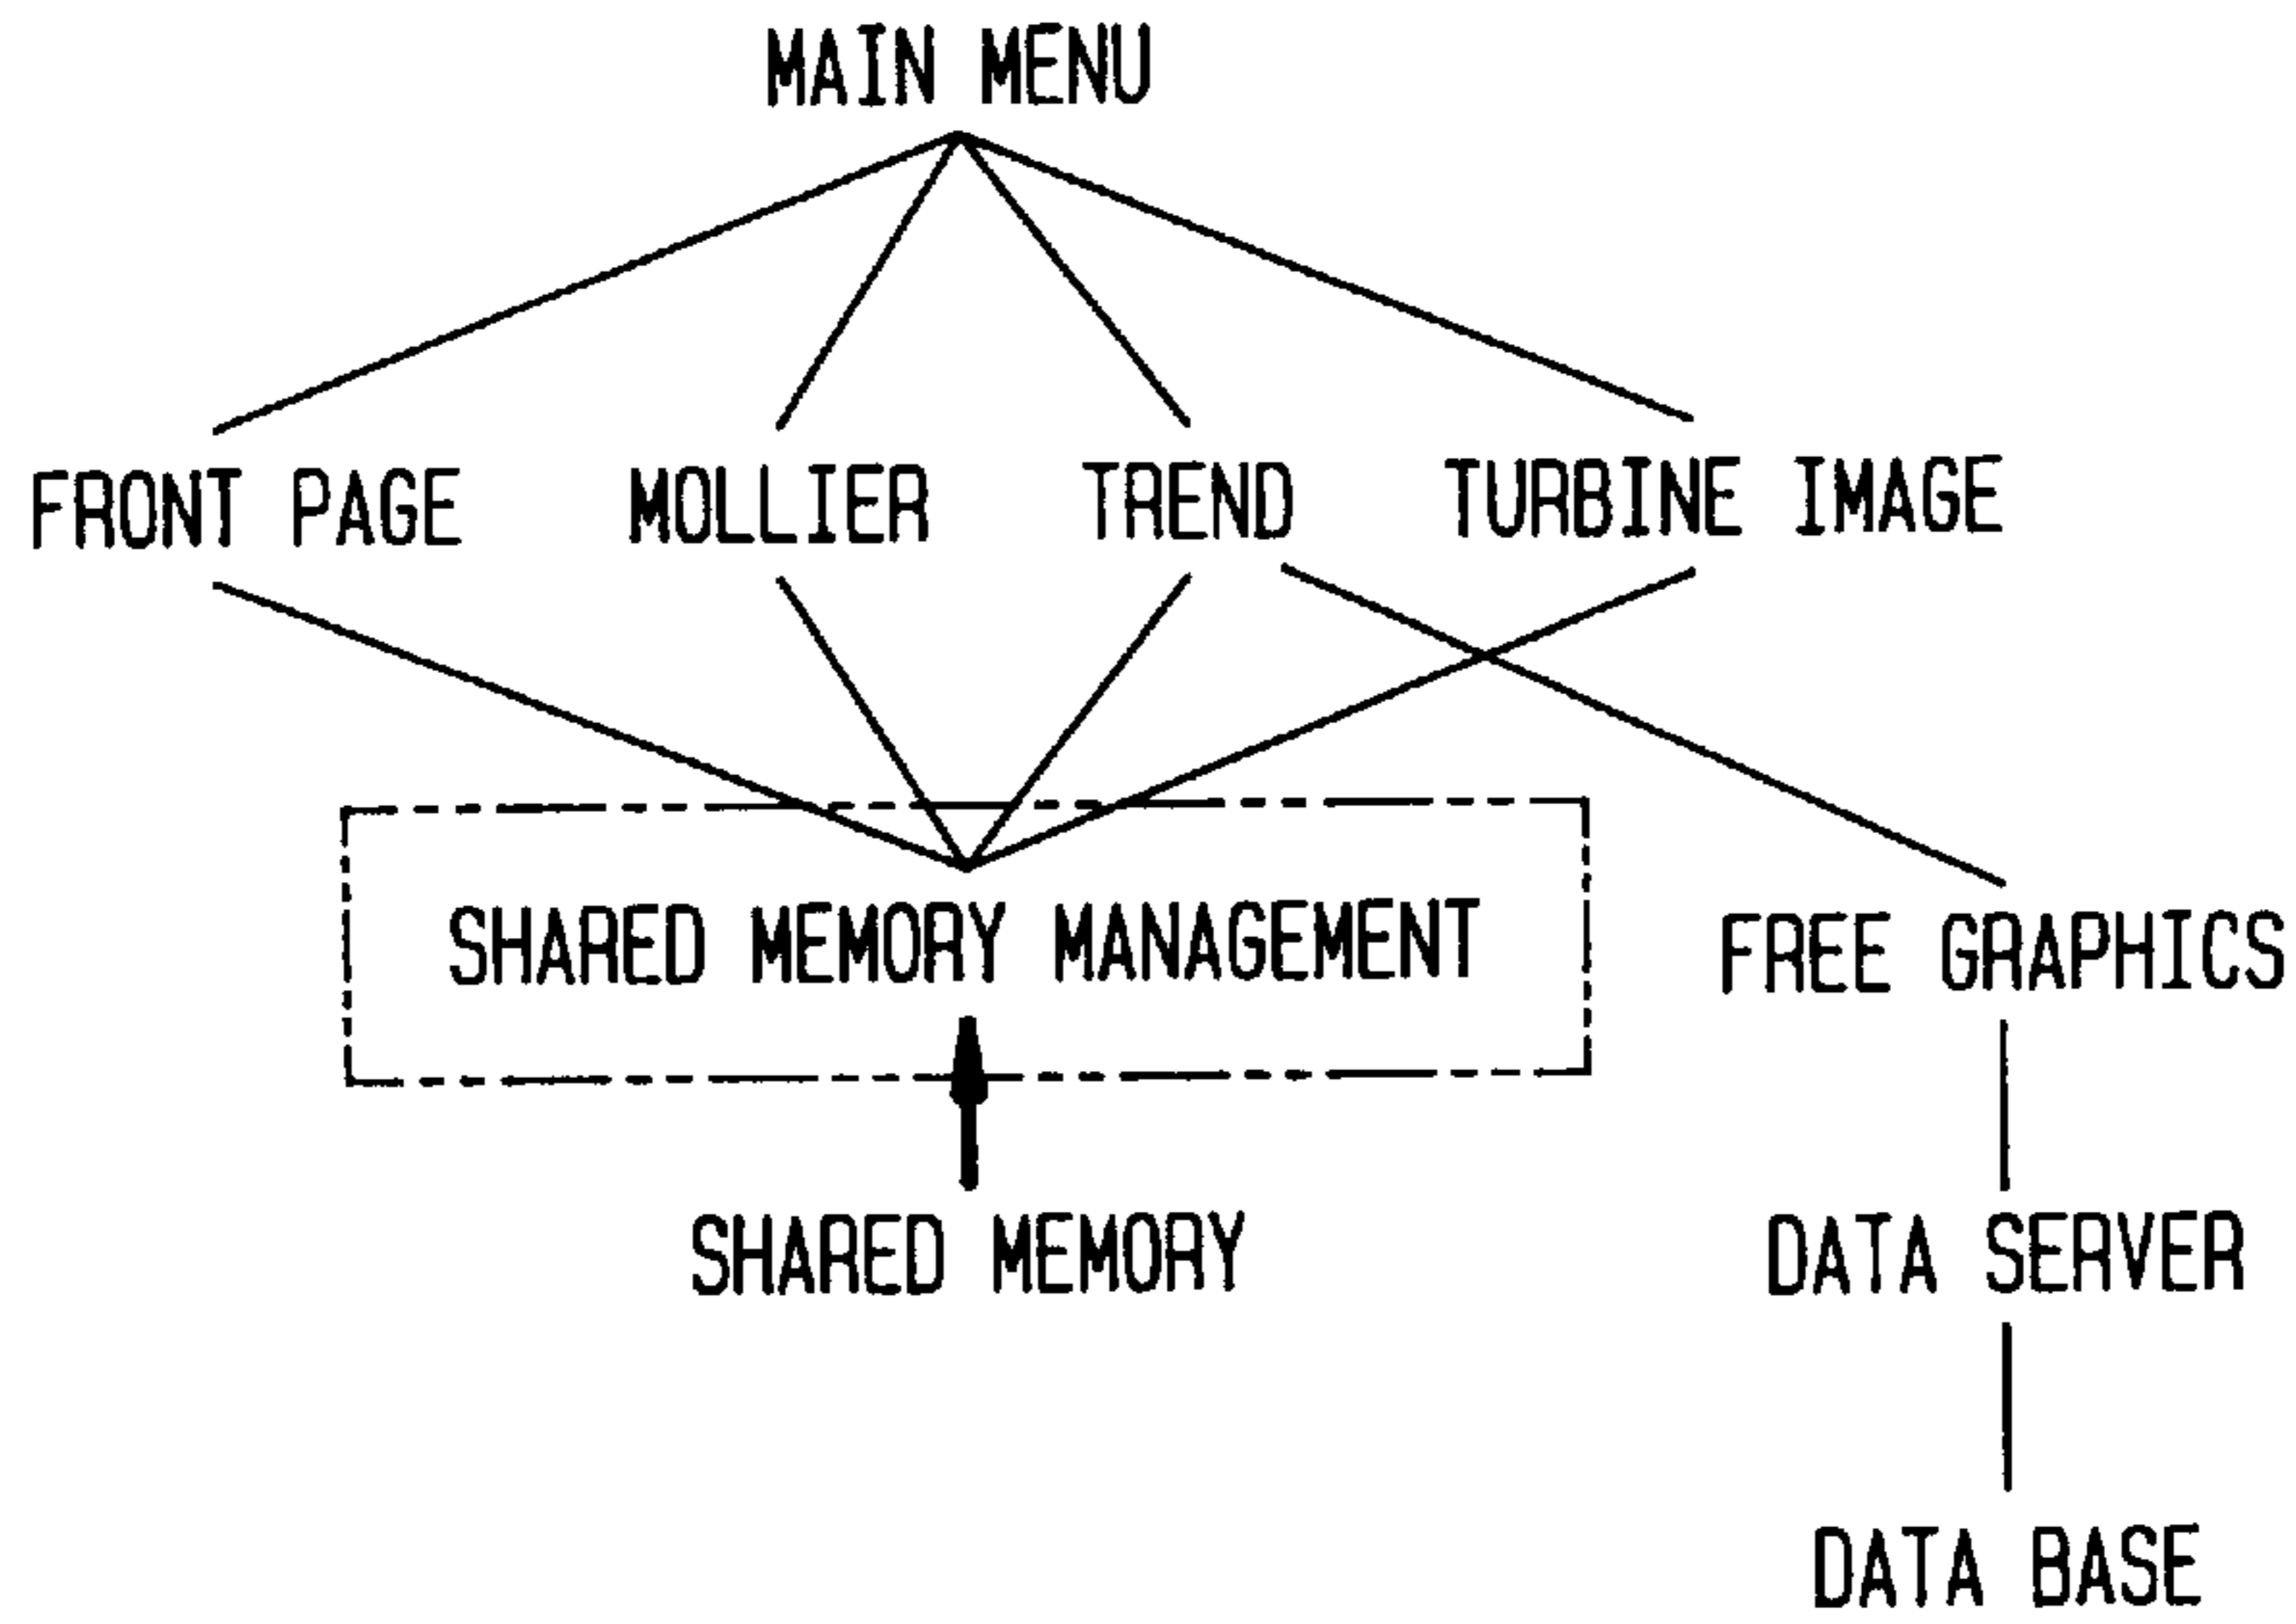 MAIN MENU
FRONT PAGE MOLLIER TREND TURBINE IMAGE
SHARED MEMORY MANAGEMENT FREE GRAPHICS
SHARED MEMORY DATA SERVER
DATA BASE